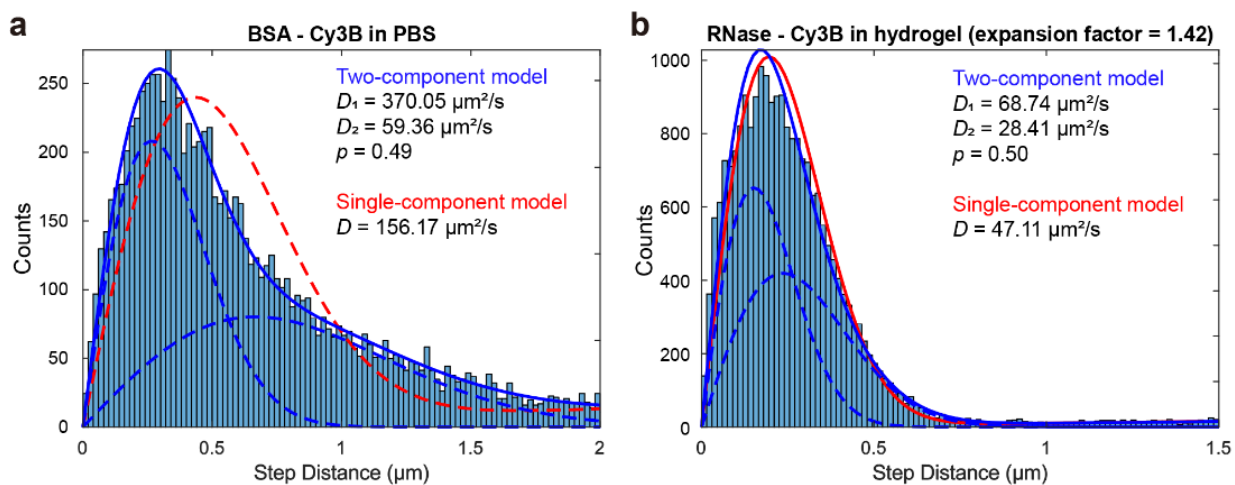 a
BSA - Cy3B in PBS
Two-component model
D₁ = 370.05 µm²/s
D₂ = 59.36 µm²/s
p = 0.49
Single-component model
D = 156.17 µm²/s
Counts
250
200
150
100
50
0
0 0.5 1 1.5 2
Step Distance (µm)
b
RNase - Cy3B in hydrogel (expansion factor = 1.42)
Two-component model
D₁ = 68.74 µm²/s
D₂ = 28.41 µm²/s
p = 0.50
Single-component model
D = 47.11 µm²/s
Counts
1000
800
600
400
200
0
0 0.5 1 1.5
Step Distance (µm)